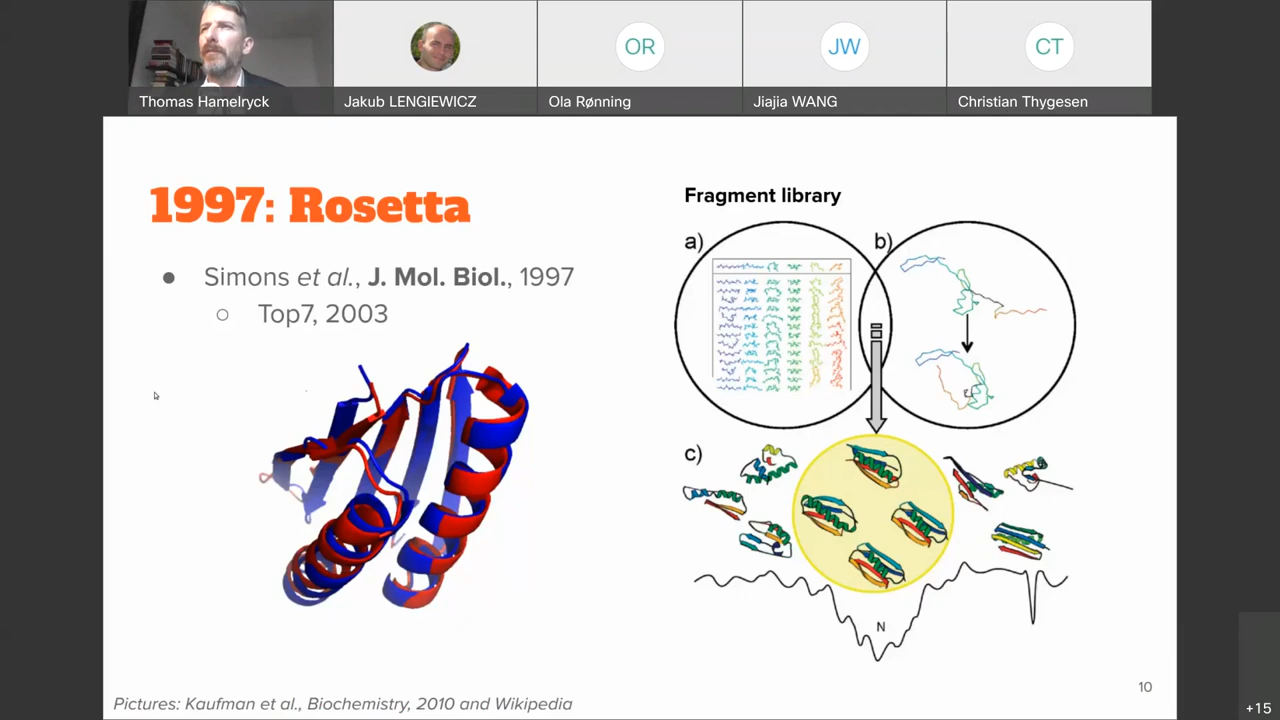 Thomas Hamelryck
Jakub LENGIEWICZ
OR
Ola Rønning
JW
Jiajia WANG
CT
Christian Thygesen
1997: Rosetta
● Simons et al., J. Mol. Biol., 1997
○ Top7, 2003
Fragment library
a)
b)
c)
N
Pictures: Kaufman et al., Biochemistry, 2010 and Wikipedia
10
+15